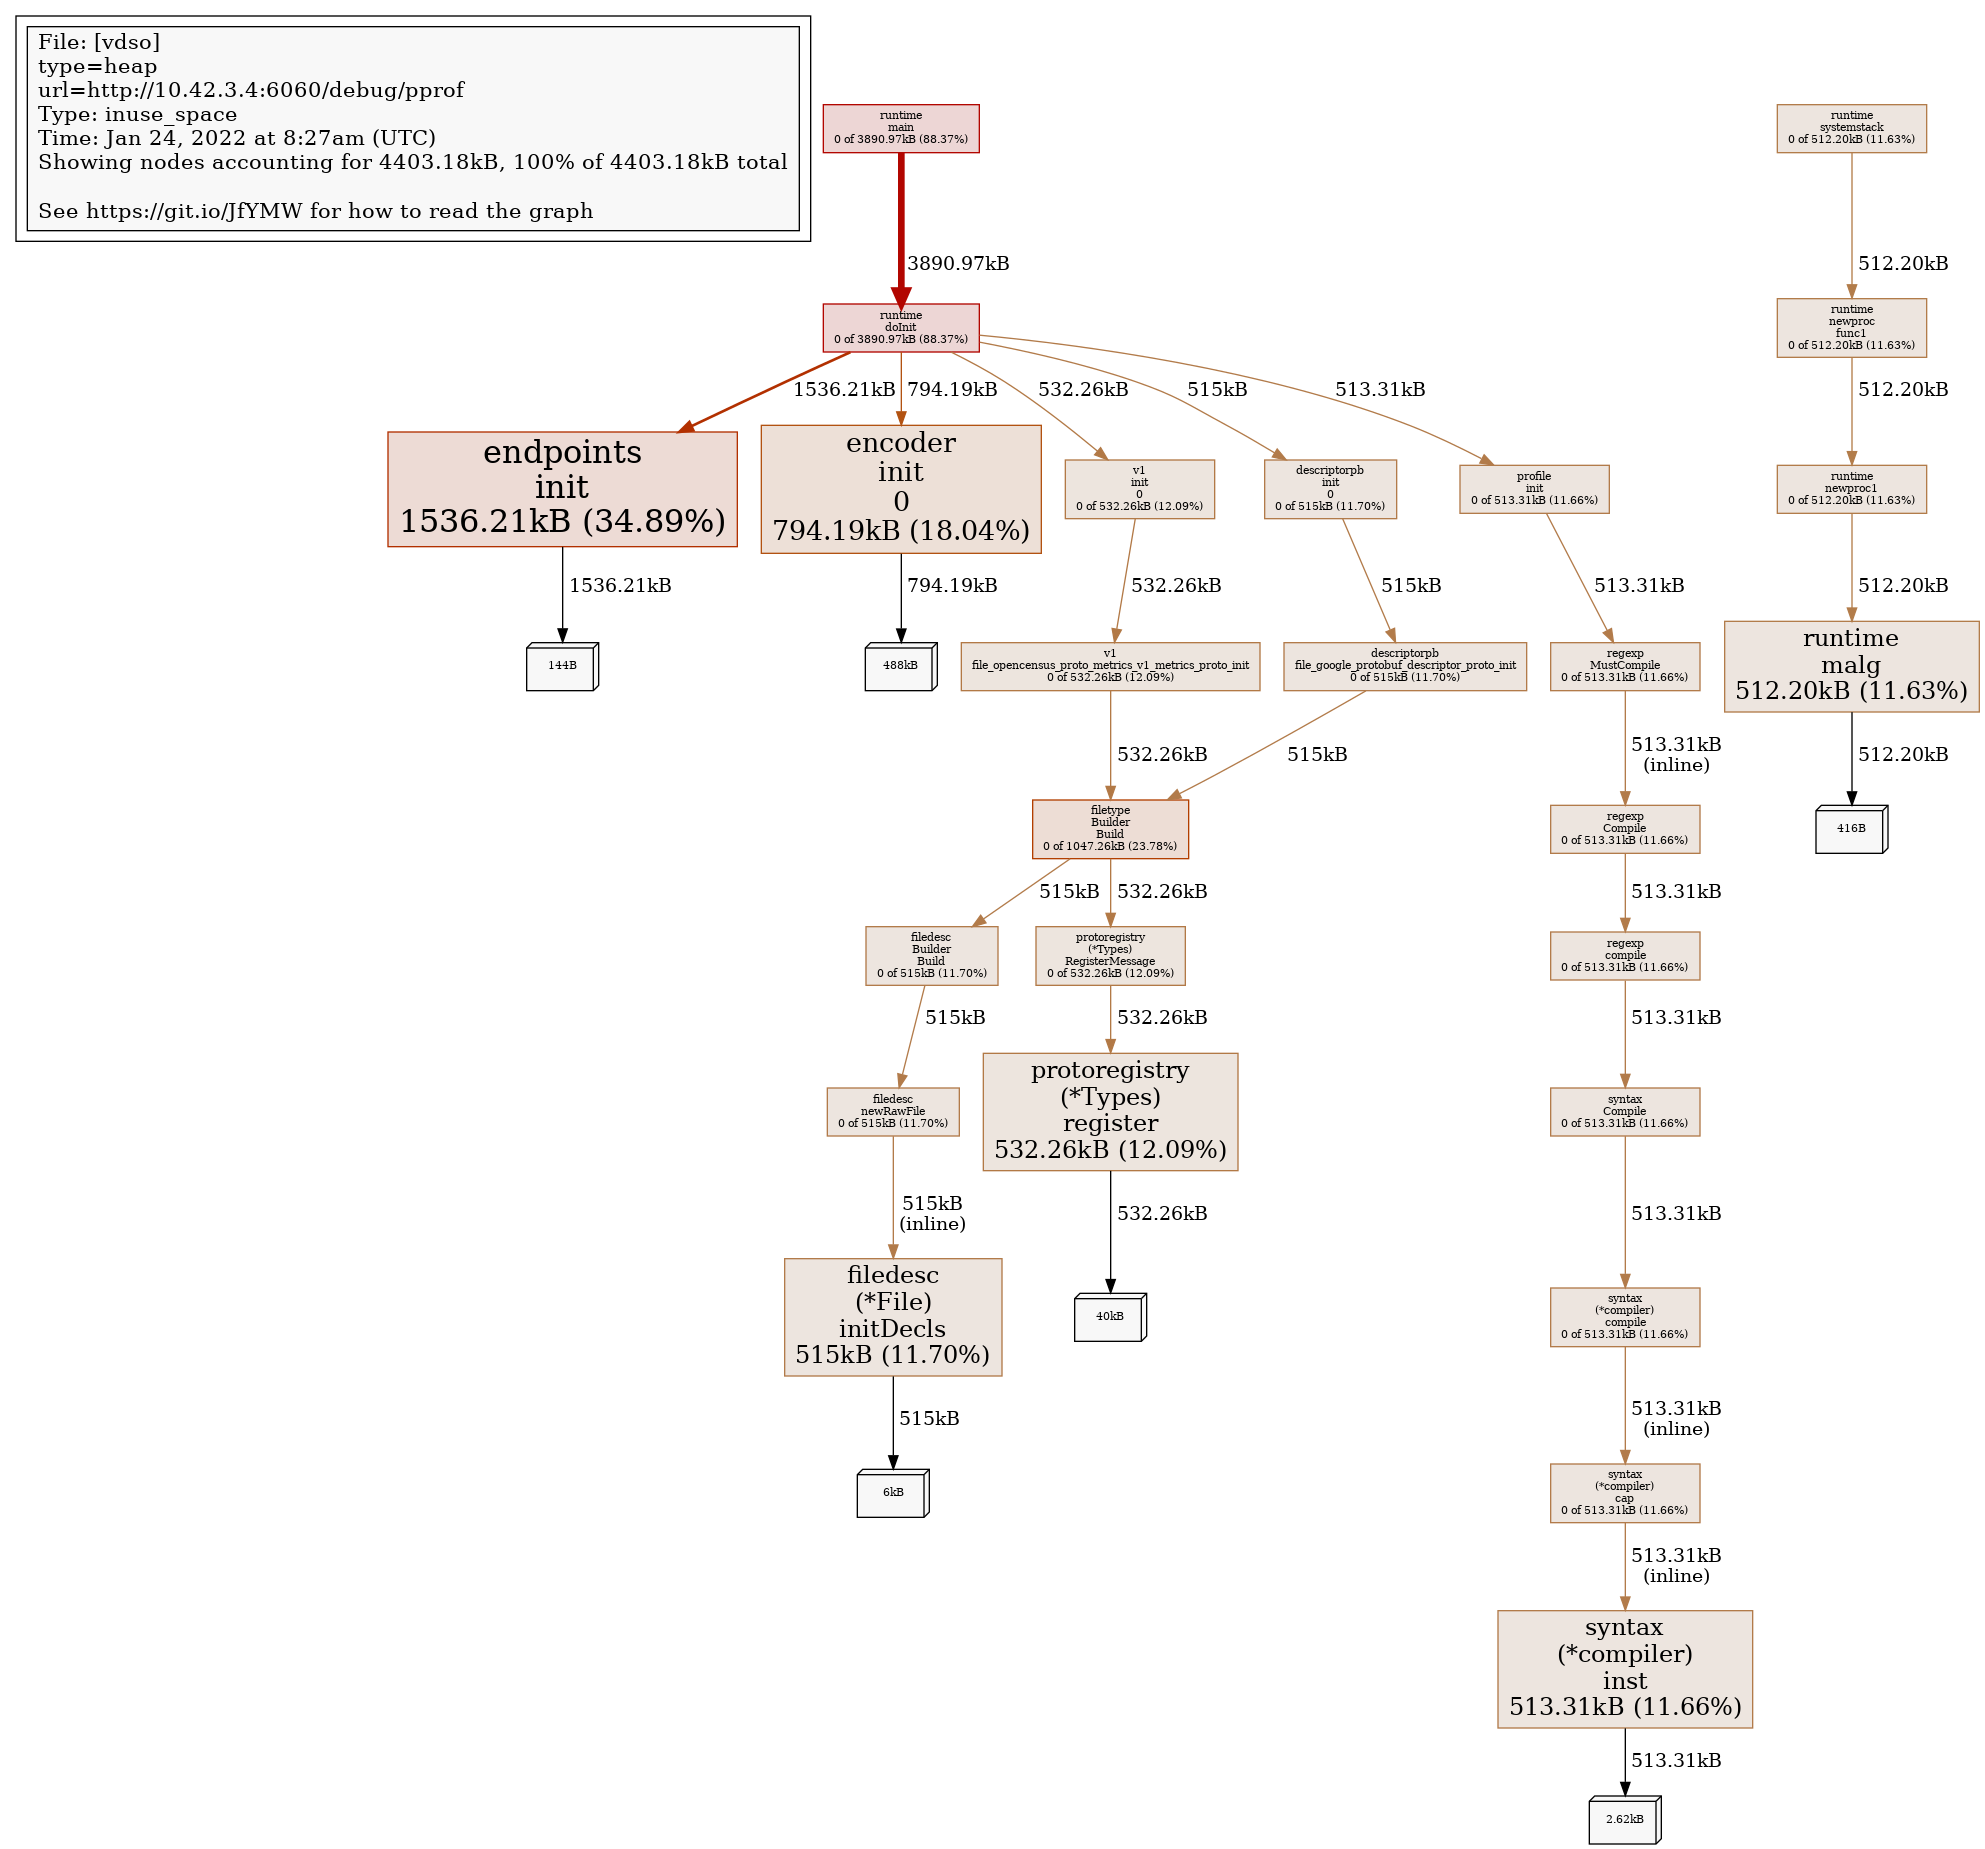 File: [vdso]
type=heap
url=http://10.42.3.4:6060/debug/pprof
Type: inuse_space
Time: Jan 24, 2022 at 8:27am (UTC)
Showing nodes accounting for 4403.18kB, 100% of 4403.18kB total
See https://git.io/JfYMW for how to read the graph
runtime
main
0 of 3890.97kB (88.37%)
runtime
systemstack
0 of 512.20kB (11.63%)
3890.97kB
512.20kB
runtime
doInit
0 of 3890.97kB (88.37%)
runtime
newproc
func1
0 of 512.20kB (11.63%)
1536.21kB
794.19kB
532.26kB
515kB
513.31kB
512.20kB
endpoints
init
1536.21kB (34.89%)
encoder
init
0
794.19kB (18.04%)
v1
init
0
0 of 532.26kB (12.09%)
descriptorpb
init
0
0 of 515kB (11.70%)
profile
init
0 of 513.31kB (11.66%)
runtime
newproc1
0 of 512.20kB (11.63%)
1536.21kB
794.19kB
532.26kB
515kB
513.31kB
512.20kB
144B
488kB
v1
file_opencensus_proto_metrics_v1_metrics_proto_init
0 of 532.26kB (12.09%)
descriptorpb
file_google_protobuf_descriptor_proto_init
0 of 515kB (11.70%)
regexp
MustCompile
0 of 513.31kB (11.66%)
runtime
malg
512.20kB (11.63%)
532.26kB
515kB
513.31kB
(inline)
512.20kB
filetype
Builder
Build
0 of 1047.26kB (23.78%)
regexp
Compile
0 of 513.31kB (11.66%)
416B
515kB
532.26kB
513.31kB
filedesc
Builder
Build
0 of 515kB (11.70%)
protoregistry
(*Types)
RegisterMessage
0 of 532.26kB (12.09%)
regexp
compile
0 of 513.31kB (11.66%)
515kB
532.26kB
513.31kB
filedesc
newRawFile
0 of 515kB (11.70%)
protoregistry
(*Types)
register
532.26kB (12.09%)
syntax
Compile
0 of 513.31kB (11.66%)
515kB
(inline)
532.26kB
513.31kB
filedesc
(*File)
initDecls
515kB (11.70%)
40kB
syntax
(*compiler)
compile
0 of 513.31kB (11.66%)
515kB
513.31kB
(inline)
6kB
syntax
(*compiler)
cap
0 of 513.31kB (11.66%)
513.31kB
(inline)
syntax
(*compiler)
inst
513.31kB (11.66%)
513.31kB
2.62kB